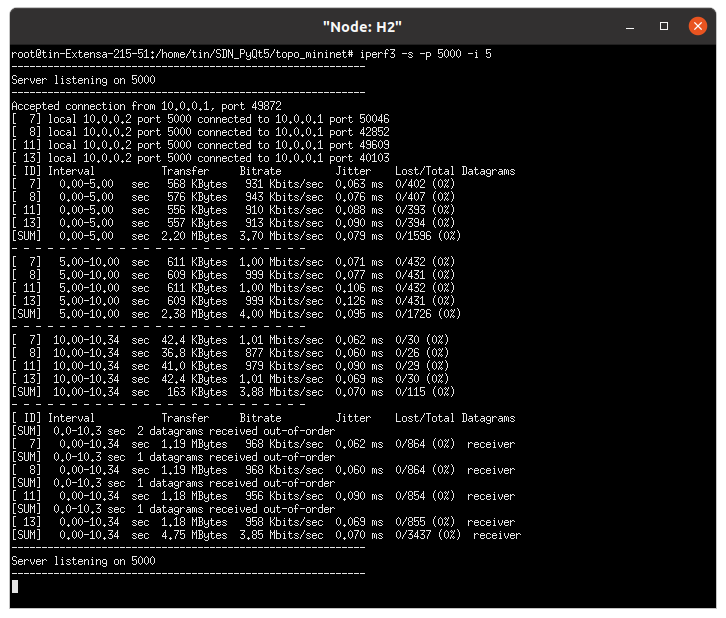 "Node: H2"
root@tin-Extensa-215-51:/home/tin/SDN_PyQt5/topo_mininet# iperf3 -s -p 5000 -i 5
-----------------------------------------------------------
Server listening on 5000
-----------------------------------------------------------
Accepted connection from 10.0.0.1, port 49872
[  7] local 10.0.0.2 port 5000 connected to 10.0.0.1 port 50046
[  8] local 10.0.0.2 port 5000 connected to 10.0.0.1 port 42852
[ 11] local 10.0.0.2 port 5000 connected to 10.0.0.1 port 49609
[ 13] local 10.0.0.2 port 5000 connected to 10.0.0.1 port 40103
[ ID] Interval           Transfer     Bitrate         Jitter    Lost/Total Datagrams
[  7]   0.00-5.00   sec   568 KBytes   931 Kbits/sec  0.063 ms  0/402 (0%)
[  8]   0.00-5.00   sec   576 KBytes   943 Kbits/sec  0.076 ms  0/407 (0%)
[ 11]   0.00-5.00   sec   556 KBytes   910 Kbits/sec  0.088 ms  0/393 (0%)
[ 13]   0.00-5.00   sec   557 KBytes   913 Kbits/sec  0.090 ms  0/394 (0%)
[SUM]   0.00-5.00   sec  2.20 MBytes  3.70 Mbits/sec  0.079 ms  0/1596 (0%)
- - - - - - - - - - - - - - - - - - - - - - - - -
[  7]   5.00-10.00  sec   611 KBytes  1.00 Mbits/sec  0.071 ms  0/432 (0%)
[  8]   5.00-10.00  sec   609 KBytes   999 Kbits/sec  0.077 ms  0/431 (0%)
[ 11]   5.00-10.00  sec   611 KBytes  1.00 Mbits/sec  0.106 ms  0/432 (0%)
[ 13]   5.00-10.00  sec   609 KBytes   999 Kbits/sec  0.126 ms  0/431 (0%)
[SUM]   5.00-10.00  sec  2.38 MBytes  4.00 Mbits/sec  0.095 ms  0/1726 (0%)
- - - - - - - - - - - - - - - - - - - - - - - - -
[  7]  10.00-10.34  sec  42.4 KBytes  1.01 Mbits/sec  0.062 ms  0/30 (0%)
[  8]  10.00-10.34  sec  36.8 KBytes   877 Kbits/sec  0.060 ms  0/26 (0%)
[ 11]  10.00-10.34  sec  41.0 KBytes   979 Kbits/sec  0.090 ms  0/29 (0%)
[ 13]  10.00-10.34  sec  42.4 KBytes  1.01 Mbits/sec  0.069 ms  0/30 (0%)
[SUM]  10.00-10.34  sec   163 KBytes  3.88 Mbits/sec  0.070 ms  0/115 (0%)
- - - - - - - - - - - - - - - - - - - - - - - - -
[ ID] Interval           Transfer     Bitrate         Jitter    Lost/Total Datagrams
[SUM]  0.0-10.3 sec  2 datagrams received out-of-order
[  7]   0.00-10.34  sec  1.19 MBytes   968 Kbits/sec  0.062 ms  0/864 (0%)  receiver
[SUM]  0.0-10.3 sec  1 datagrams received out-of-order
[  8]   0.00-10.34  sec  1.19 MBytes   968 Kbits/sec  0.060 ms  0/864 (0%)  receiver
[SUM]  0.0-10.3 sec  1 datagrams received out-of-order
[ 11]   0.00-10.34  sec  1.18 MBytes   956 Kbits/sec  0.090 ms  0/854 (0%)  receiver
[SUM]  0.0-10.3 sec  1 datagrams received out-of-order
[ 13]   0.00-10.34  sec  1.18 MBytes   958 Kbits/sec  0.069 ms  0/855 (0%)  receiver
[SUM]   0.00-10.34  sec  4.75 MBytes  3.85 Mbits/sec  0.070 ms  0/3437 (0%)  receiver
-----------------------------------------------------------
Server listening on 5000
-----------------------------------------------------------